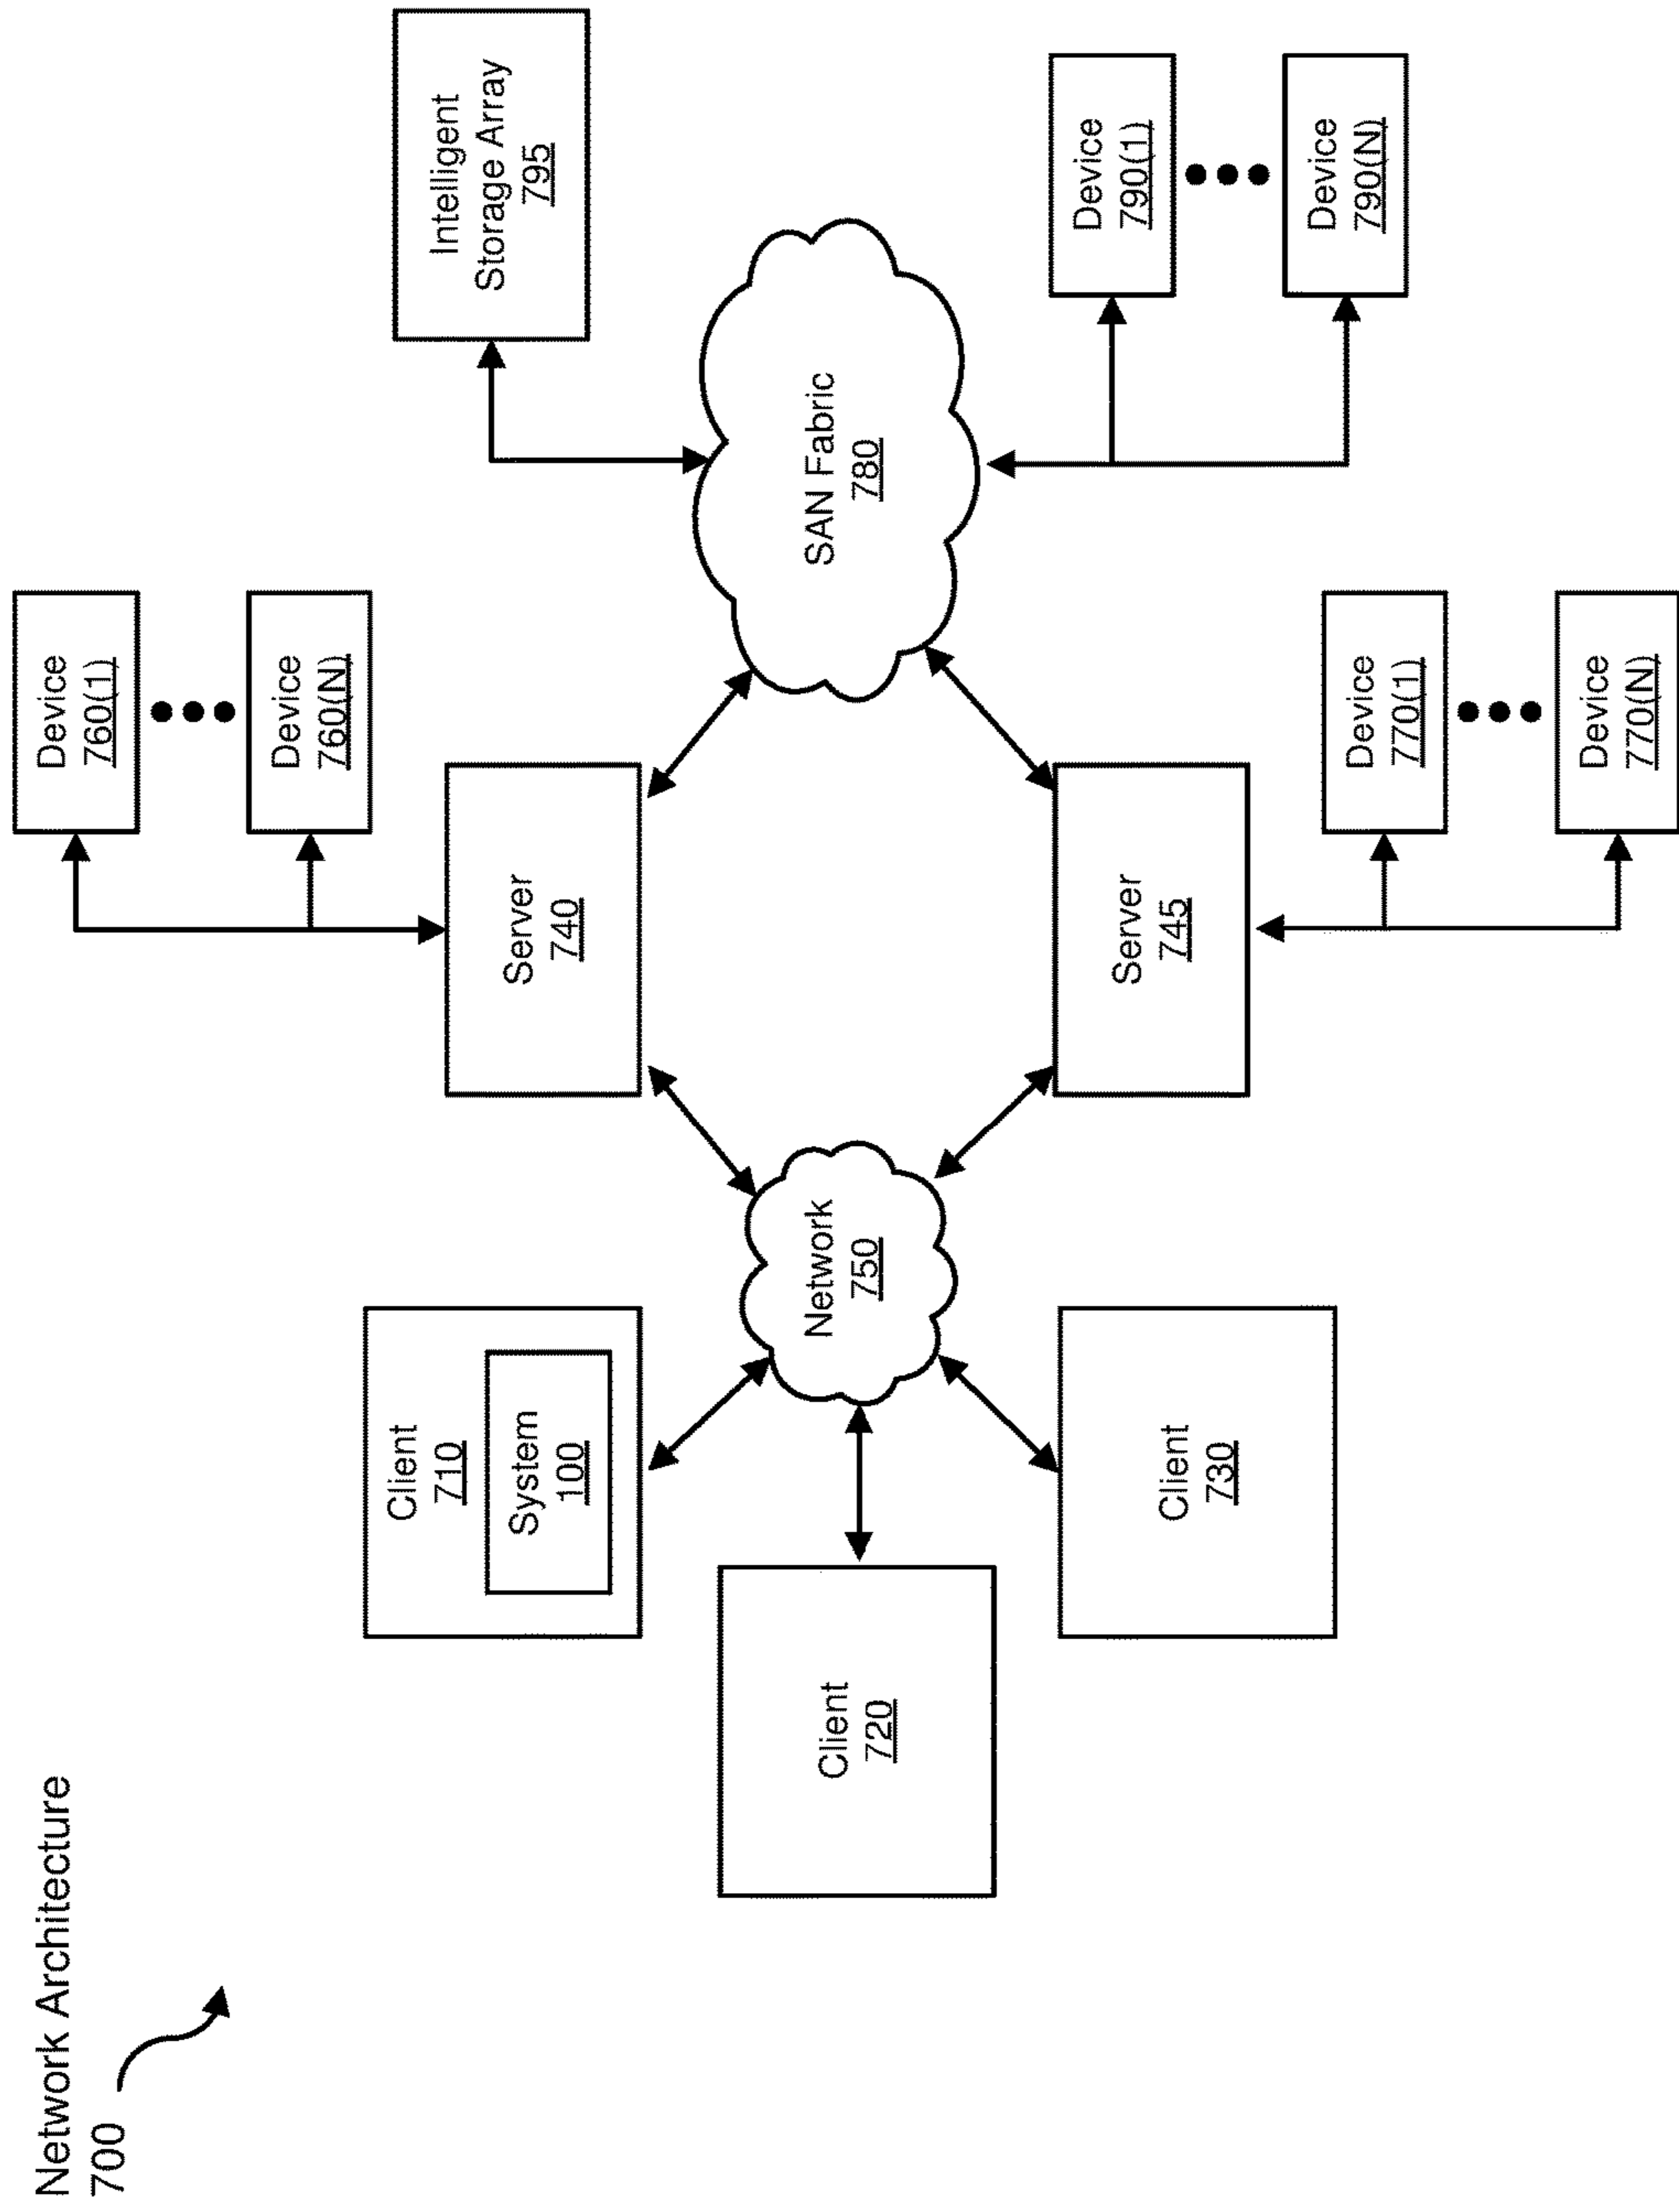 Network Architecture
700
Client
710
System
100
Client
720
Client
730
Network
750
Device
760(1)
Device
760(N)
Server
740
Server
745
Device
770(1)
Device
770(N)
SAN Fabric
780
Intelligent
Storage Array
795
Device
790(1)
Device
790(N)